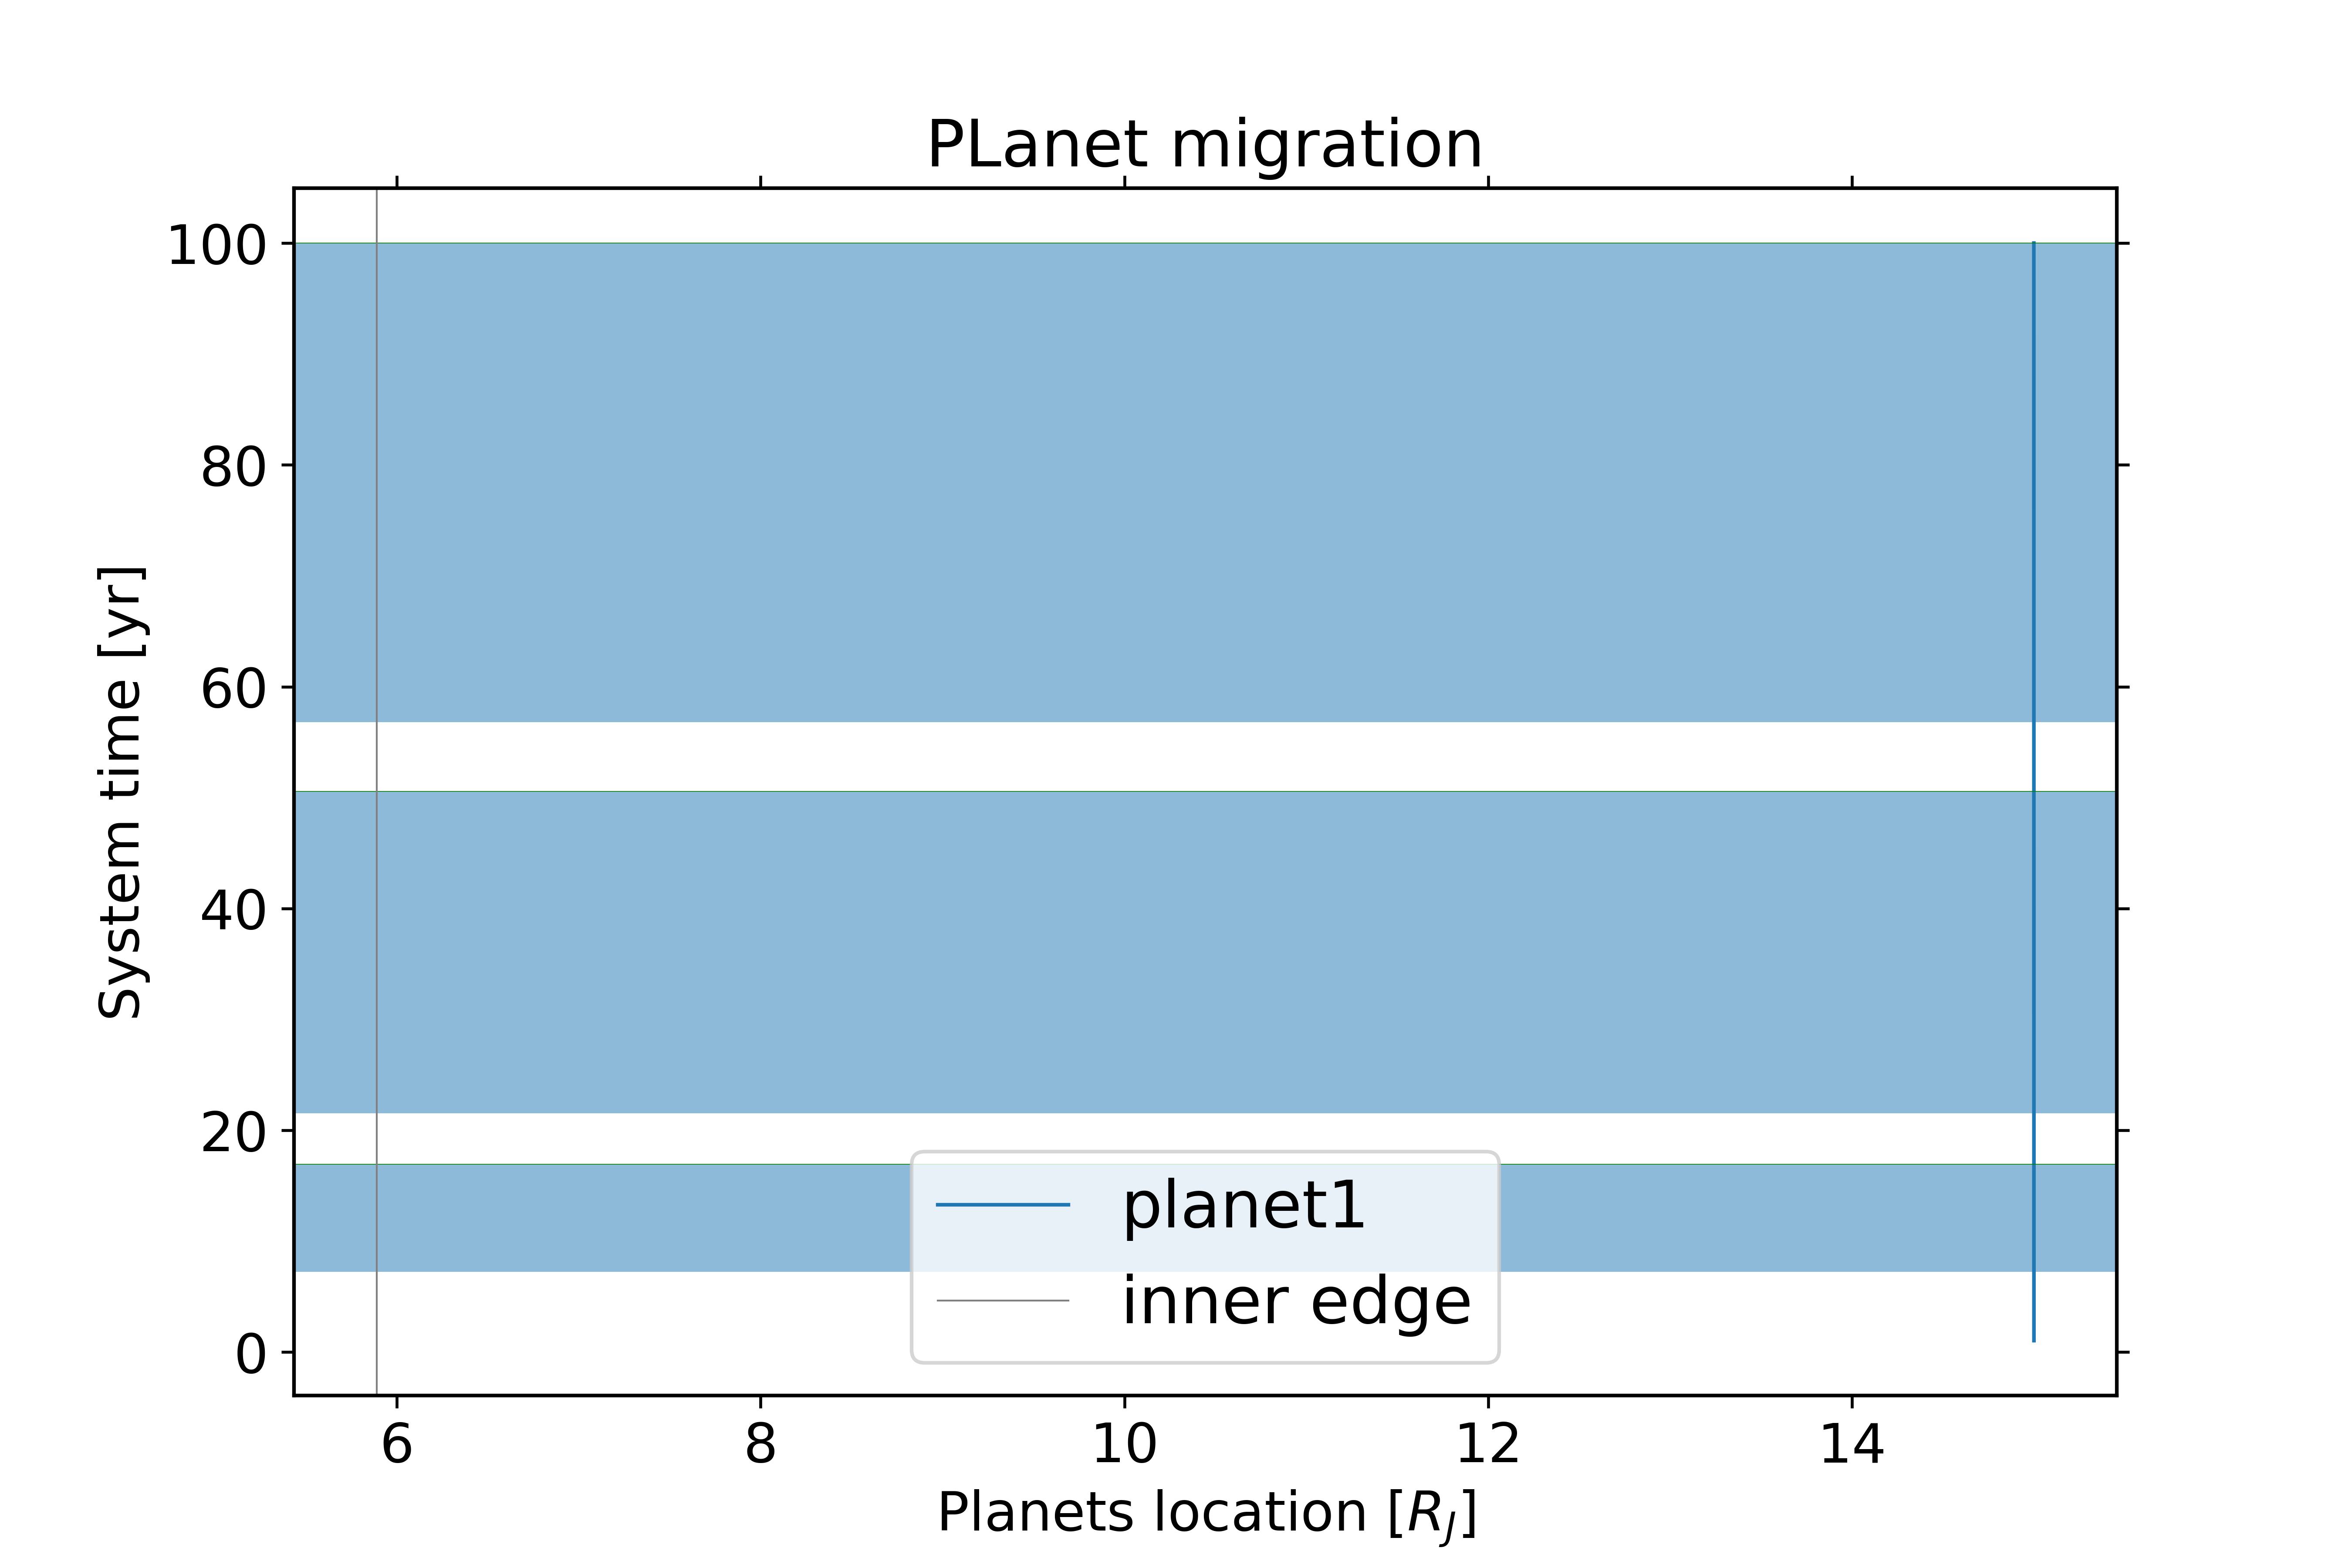 PLanet migration
100
80
60
40
20
0
System time [yr]
planet1
inner edge
6 8 10 12 14
Planets location [R_J]